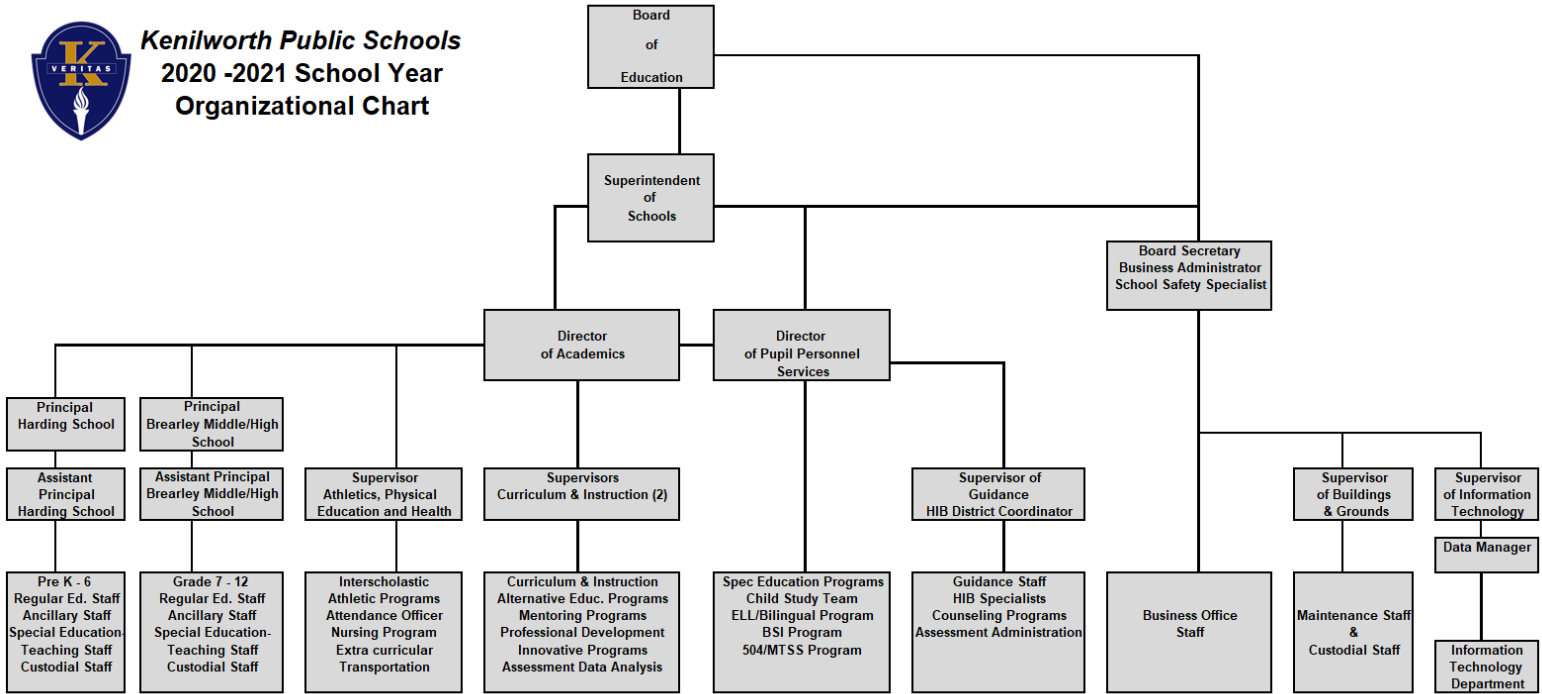 K
VERITAS
Kenilworth Public Schools
2020 -2021 School Year
Organizational Chart
Board
of
Education
Superintendent
of
Schools
Board Secretary
Business Administrator
School Safety Specialist
Director
of Academics
Director
of Pupil Personnel
Services
Principal
Harding School
Principal
Brearley Middle/High
School
Assistant
Principal
Harding School
Assistant Principal
Brearley Middle/High
School
Supervisor
Athletics, Physical
Education and Health
Supervisors
Curriculum & Instruction (2)
Supervisor of
Guidance
HIB District Coordinator
Supervisor
of Buildings
& Grounds
Supervisor
of Information
Technology
Data Manager
Pre K - 6
Regular Ed. Staff
Ancillary Staff
Special Education-
Teaching Staff
Custodial Staff
Grade 7 - 12
Regular Ed. Staff
Ancillary Staff
Special Education-
Teaching Staff
Custodial Staff
Interscholastic
Athletic Programs
Attendance Officer
Nursing Program
Extra curricular
Transportation
Curriculum & Instruction
Alternative Educ. Programs
Mentoring Programs
Professional Development
Innovative Programs
Assessment Data Analysis
Spec Education Programs
Child Study Team
ELL/Bilingual Program
BSI Program
504/MTSS Program
Guidance Staff
HIB Specialists
Counseling Programs
Assessment Administration
Business Office
Staff
Maintenance Staff
&
Custodial Staff
Information
Technology
Department